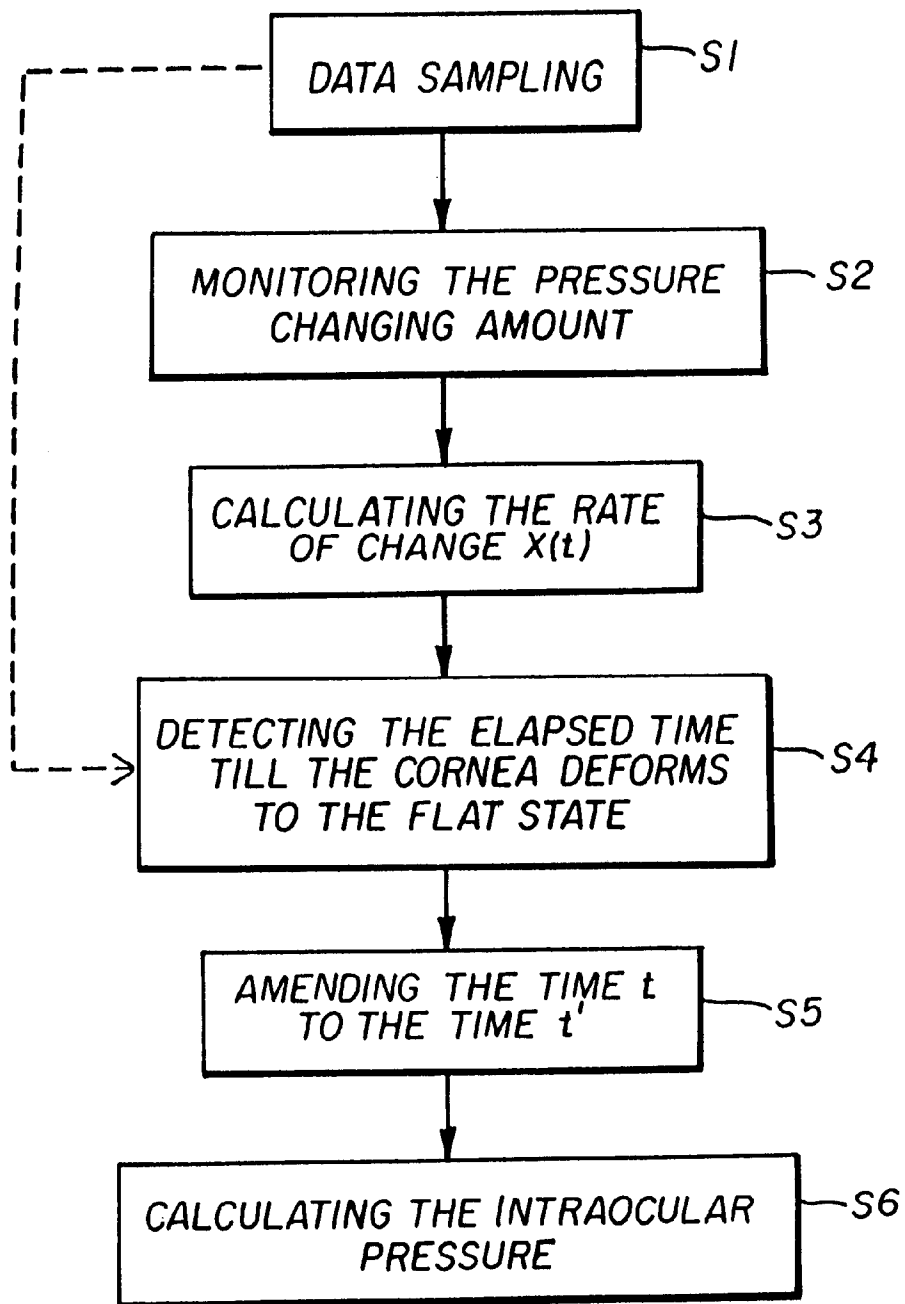 DATA SAMPLING
S1
MONITORING THE PRESSURE
CHANGING AMOUNT
S2
CALCULATING THE RATE
OF CHANGE X(t)
S3
DETECTING THE ELAPSED TIME
TILL THE CORNEA DEFORMS
TO THE FLAT STATE
S4
AMENDING THE TIME t
TO THE TIME t'
S5
CALCULATING THE INTRAOCULAR
PRESSURE
S6